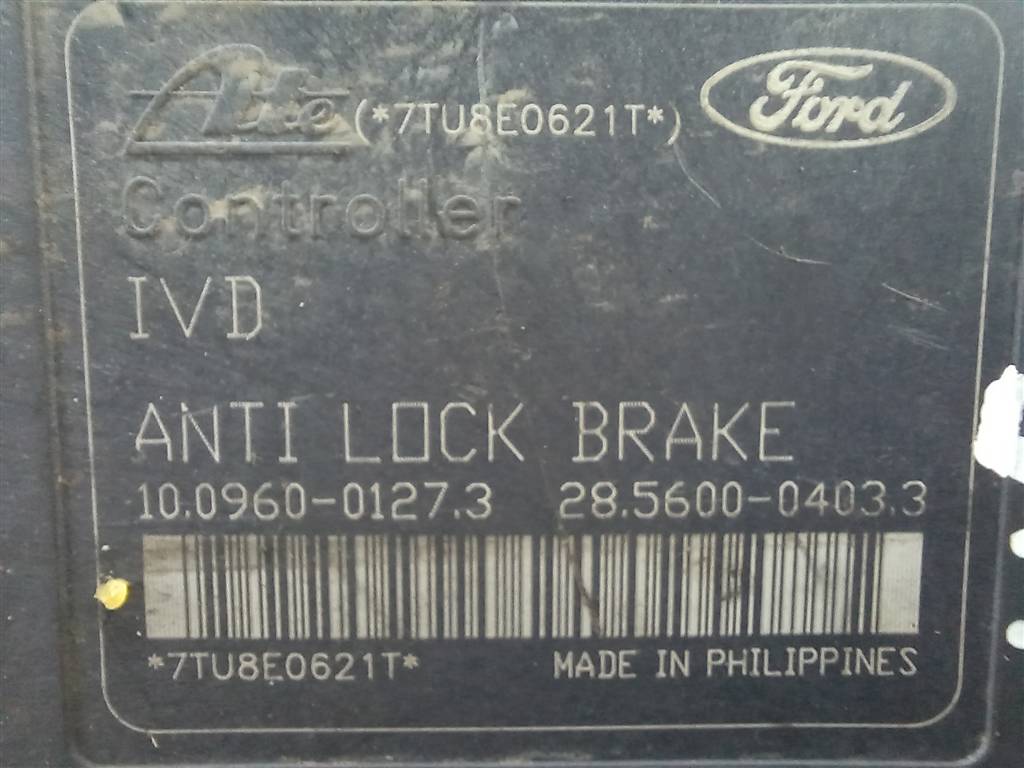 Ate (*7TU8E0621T*) Ford
Controller
IVD
ANTI LOCK BRAKE
10.0960-0127.3 28.5600-0403.3
*7TU8E0621T* MADE IN PHILIPPINES